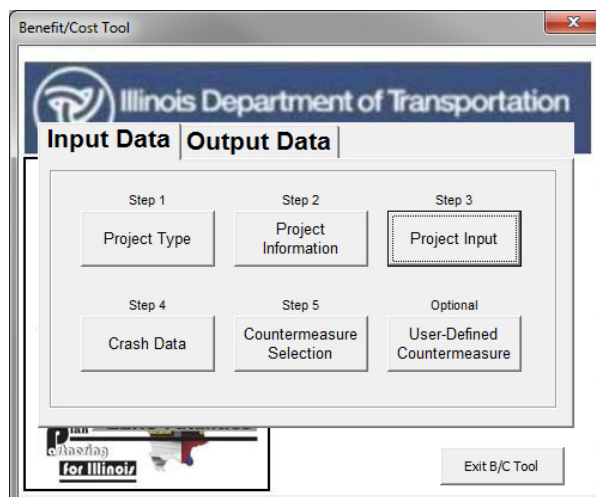 Benefit/Cost Tool
Illinois Department of Transportation
Input Data
Output Data
Step 1
Project Type
Step 2
Project
Information
Step 3
Project Input
Step 4
Crash Data
Step 5
Countermeasure
Selection
Optional
User-Defined
Countermeasure
for Illinois
Exit B/C Tool